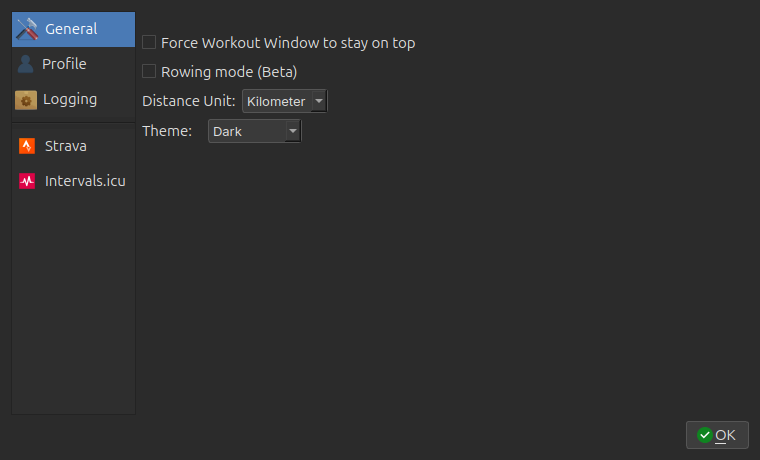 General
Profile
Logging
Strava
Intervals.icu
Force Workout Window to stay on top
Rowing mode (Beta)
Distance Unit: Kilometer
Theme: Dark
OK